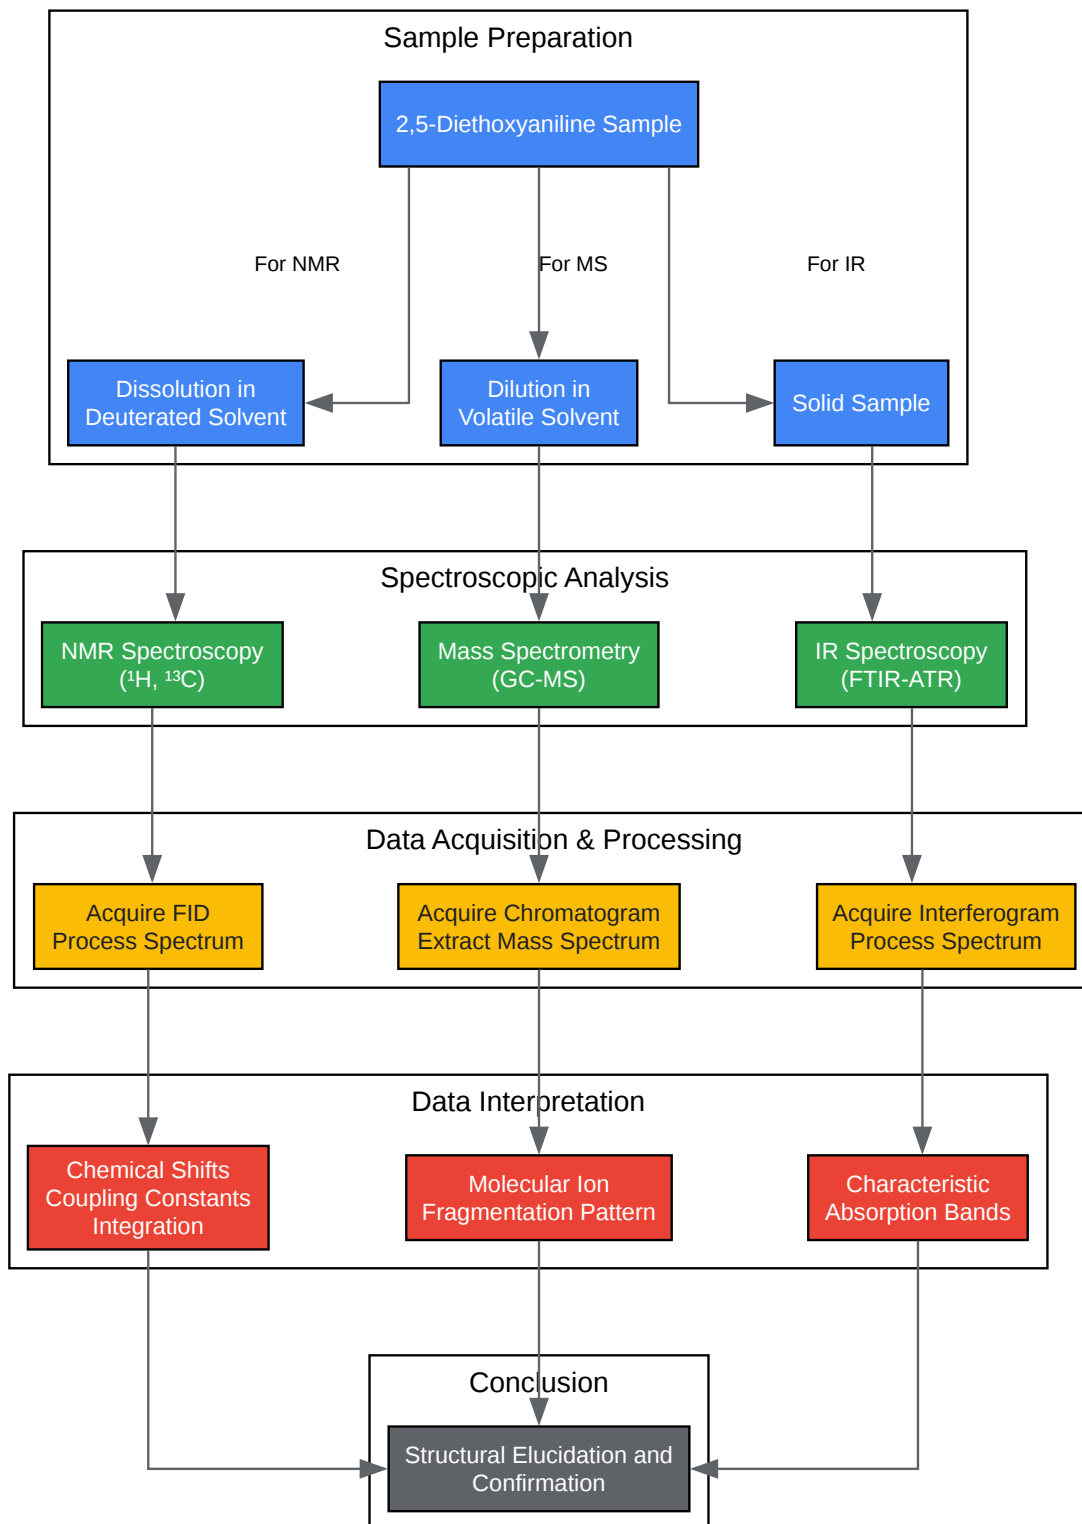 Sample Preparation
2,5-Diethoxyaniline Sample
For NMR
For MS
For IR
Dissolution in
Deuterated Solvent
Dilution in
Volatile Solvent
Solid Sample
Spectroscopic Analysis
NMR Spectroscopy
(¹H, ¹³C)
Mass Spectrometry
(GC-MS)
IR Spectroscopy
(FTIR-ATR)
Data Acquisition & Processing
Acquire FID
Process Spectrum
Acquire Chromatogram
Extract Mass Spectrum
Acquire Interferogram
Process Spectrum
Data Interpretation
Chemical Shifts
Coupling Constants
Integration
Molecular Ion
Fragmentation Pattern
Characteristic
Absorption Bands
Conclusion
Structural Elucidation and
Confirmation